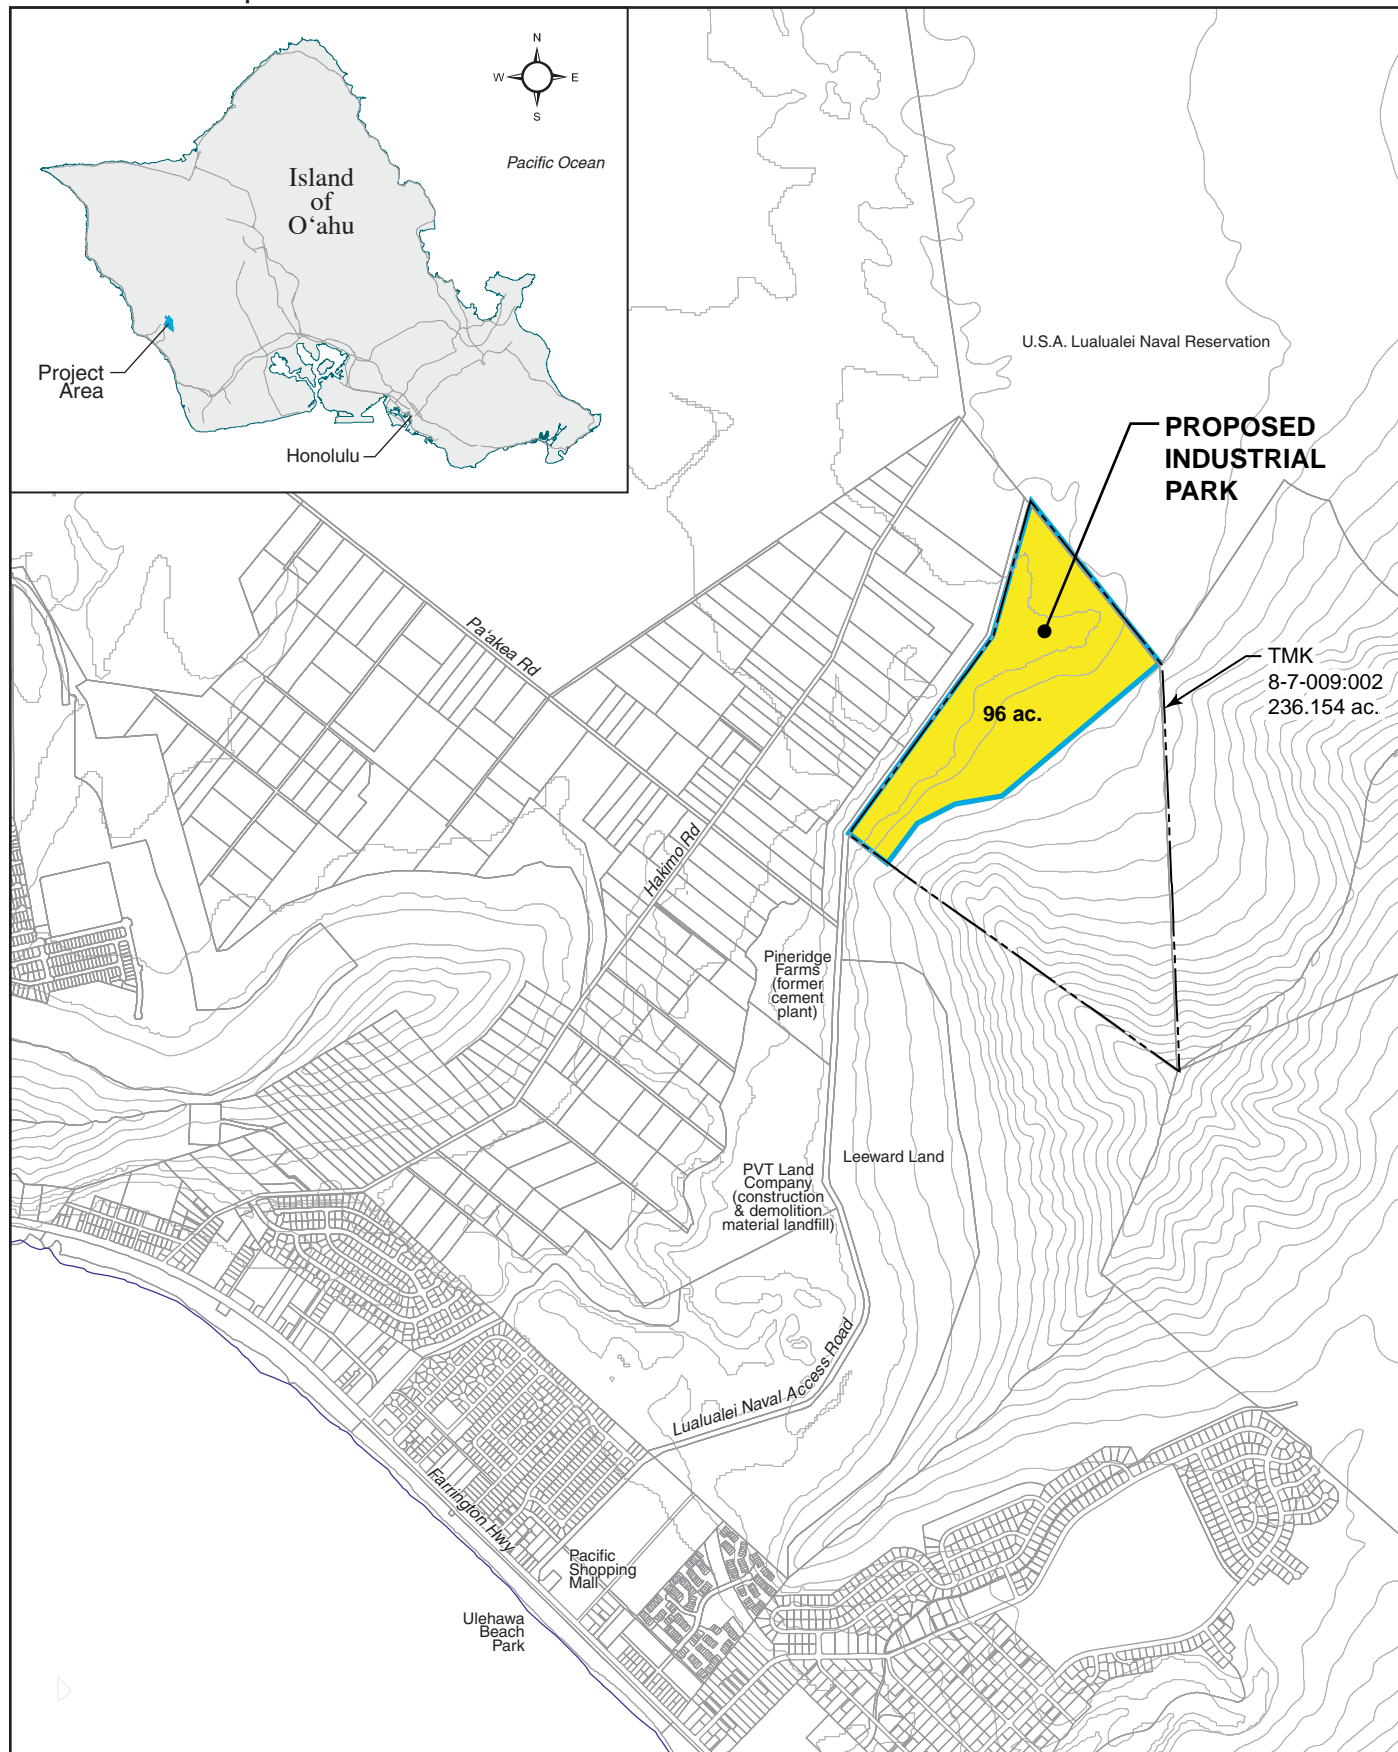 N
W
E
S
Pacific Ocean
Island
of
O‘ahu
Project
Area
Honolulu
U.S.A. Lualualei Naval Reservation
PROPOSED
INDUSTRIAL
PARK
Pa‘akea Rd
TMK
8-7-009:002
236.154 ac.
96 ac.
Hakimo Rd
Pineridge
Farms
(former
cement
plant)
Leeward Land
PVT Land
Company
(construction
& demolition
material landfill)
Lualualei Naval Access Road
Farrington Hwy
Pacific
Shopping
Mall
Ulehawa
Beach
Park